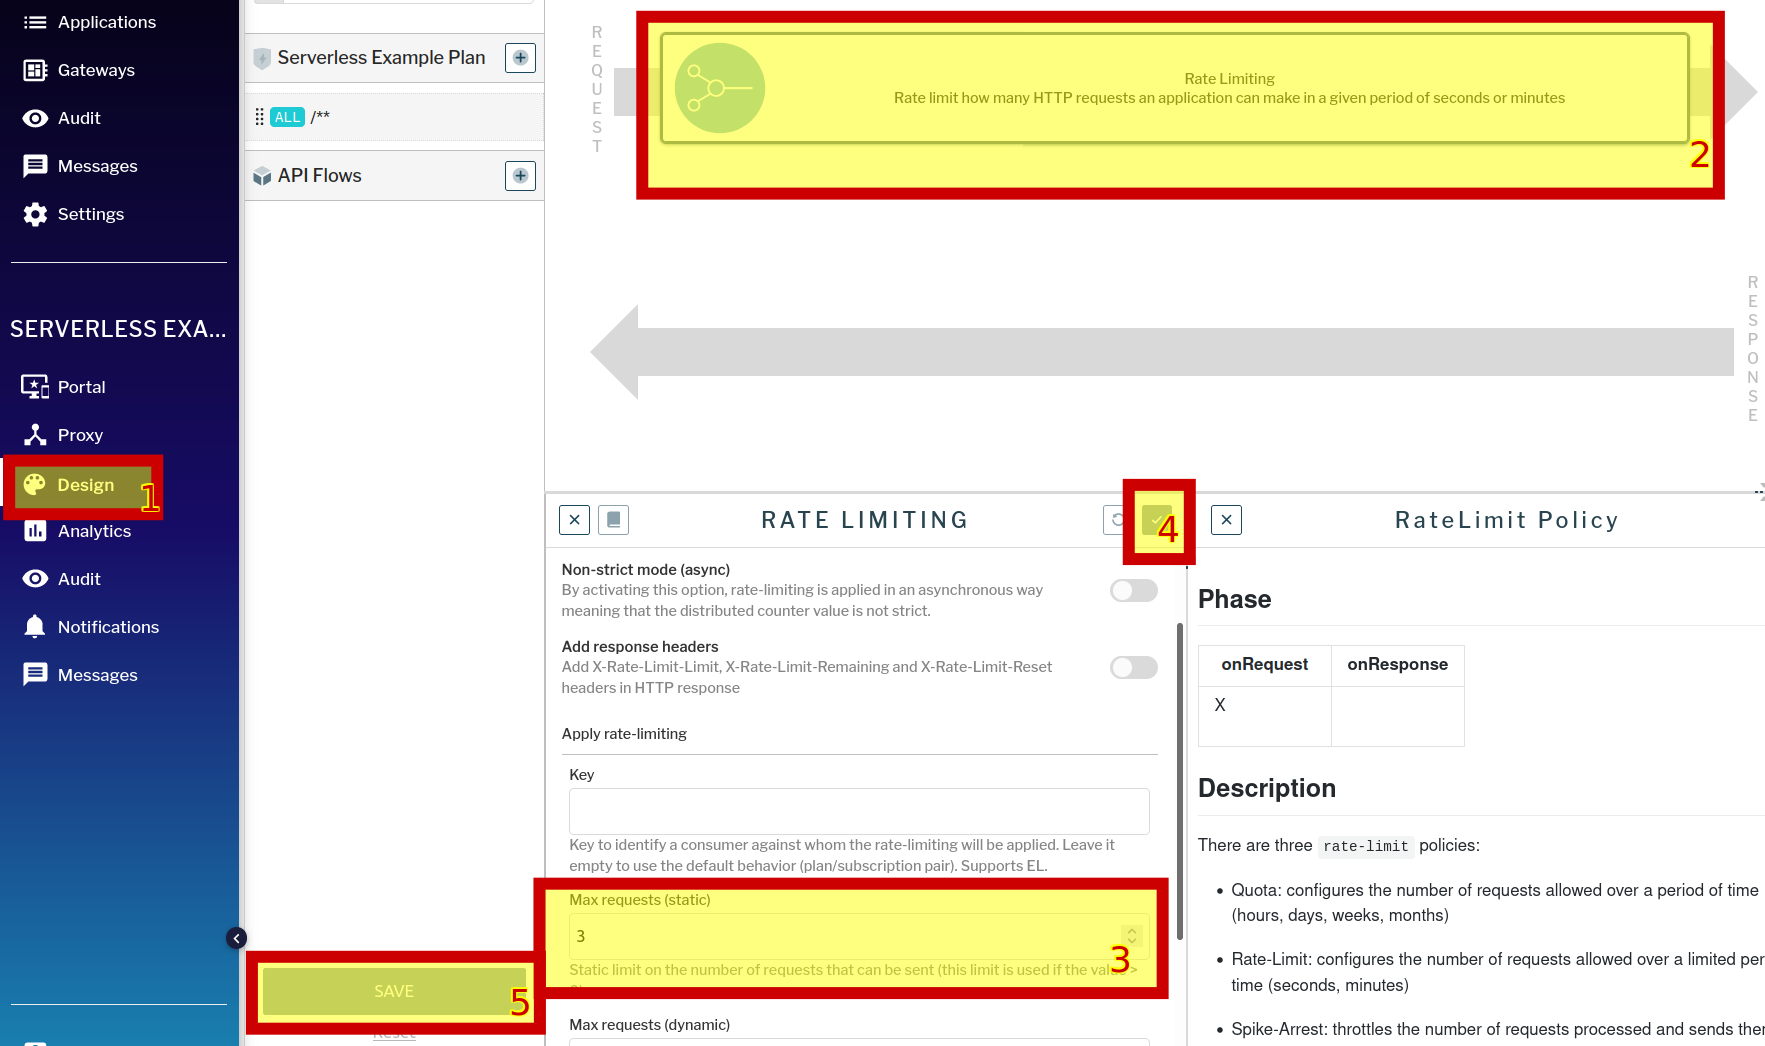 Applications
Gateways
Audit
Messages
Settings
SERVERLESS EXA...
Portal
Proxy
Design
1
Analytics
Audit
Notifications
Messages
Serverless Example Plan
ALL /**
API Flows
SAVE
5
Reset
REQUEST
Rate Limiting
Rate limit how many HTTP requests an application can make in a given period of seconds or minutes
2
RESPONSE
RATE LIMITING
4
Non-strict mode (async)
By activating this option, rate-limiting is applied in an asynchronous way
meaning that the distributed counter value is not strict.
Add response headers
Add X-Rate-Limit-Limit, X-Rate-Limit-Remaining and X-Rate-Limit-Reset
headers in HTTP response
Apply rate-limiting
Key
Key to identify a consumer against whom the rate-limiting will be applied. Leave it
empty to use the default behavior (plan/subscription pair). Supports EL.
Max requests (static)
3
3
Static limit on the number of requests that can be sent (this limit is used if the value >
Max requests (dynamic)
RateLimit Policy
Phase
onRequest onResponse
X
Description
There are three rate-limit policies:
• Quota: configures the number of requests allowed over a period of time
(hours, days, weeks, months)
• Rate-Limit: configures the number of requests allowed over a limited per
time (seconds, minutes)
• Spike-Arrest: throttles the number of requests processed and sends ther